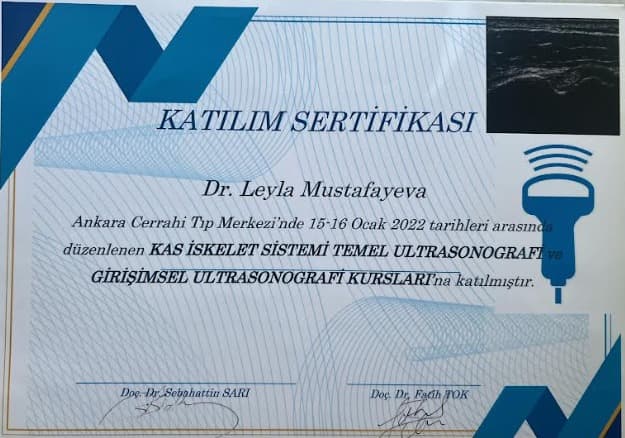 KATILIM SERTİFİKASI
Dr. Leyla Mustafayeva
Ankara Cerrahi Tıp Merkezi’nde 15-16 Ocak 2022 tarihleri arasında
düzenlenen KAS İSKELET SİSTEMİ TEMEL ULTRASONOGRAFİ ve
GİRİŞİMSEL ULTRASONOGRAFİ KURSLARI’na katılmıştır.
Doç. Dr. Sebahattin SARI
Doç. Dr. Fatih TOK